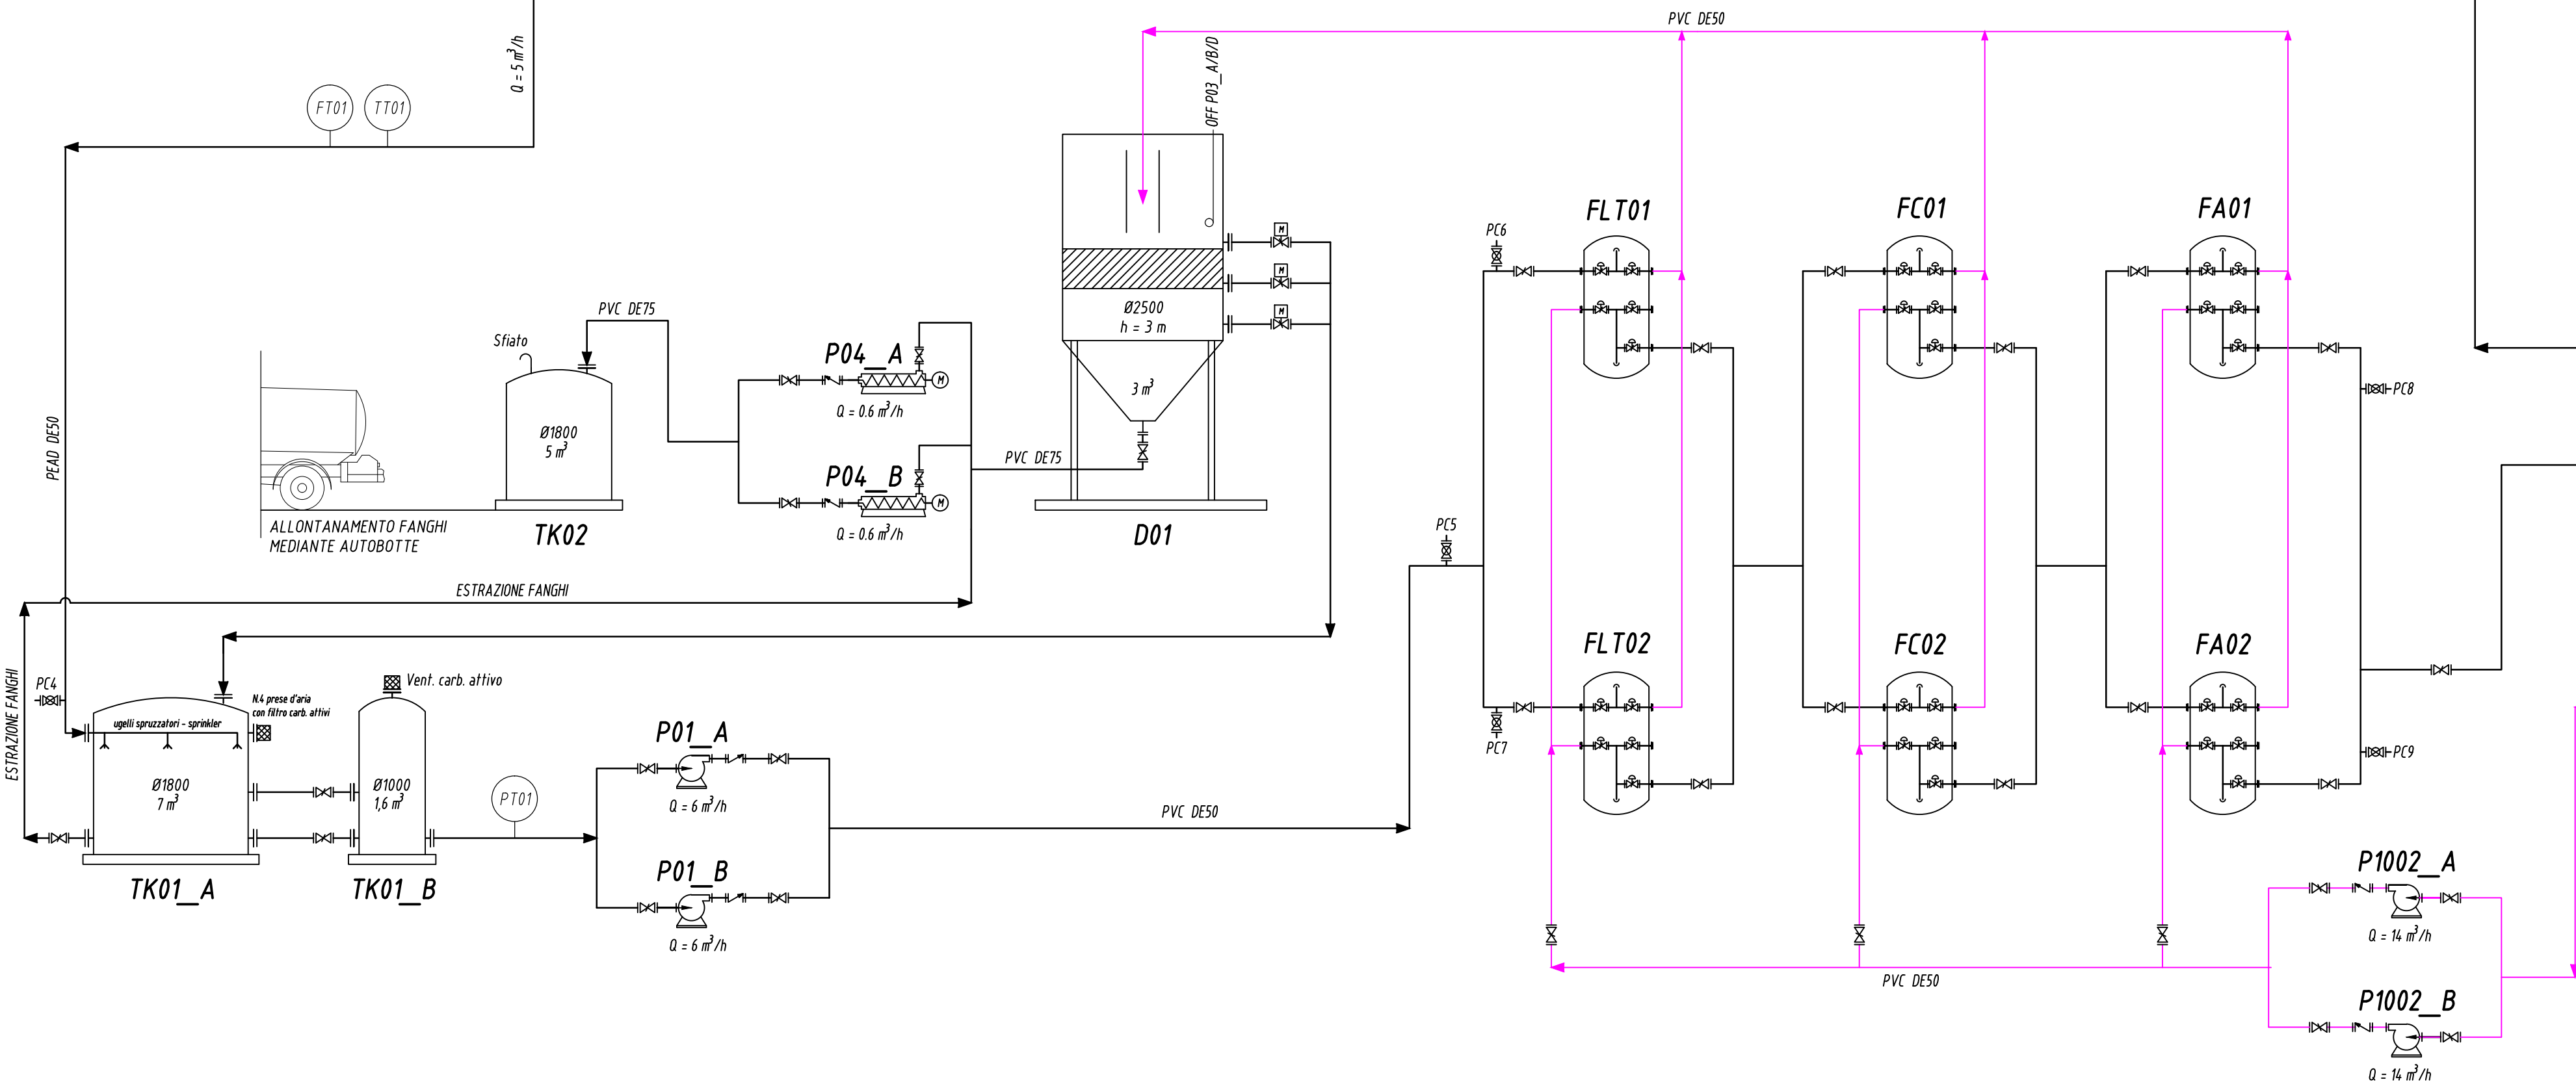 PVC DE50
Q = 5 m³/h
OFF P03_A/B/D
FT01
TT01
FLT01
FC01
FA01
PC6
M
M
M
PVC DE75
Ø2500
h = 3 m
Sfiato
P04_A
M
3 m³
PC8
Q = 0.6 m³/h
PEAD DE50
Ø1800
5 m³
PVC DE75
P04_B
M
ALLONTANAMENTO FANGHI
MEDIANTE AUTOBOTTE
TK02
Q = 0.6 m³/h
D01
PC5
ESTRAZIONE FANGHI
FLT02
FC02
FA02
ESTRAZIONE FANGHI
PC4
Vent. carb. attivo
N.4 prese d'aria
con filtro carb. attivi
ugelli spruzzatori - sprinkler
P01_A
PC7
PC9
Ø1800
7 m³
Ø1000
1,6 m³
PT01
Q = 6 m³/h
PVC DE50
P01_B
P1002_A
TK01_A
TK01_B
Q = 6 m³/h
Q = 14 m³/h
PVC DE50
P1002_B
Q = 14 m³/h